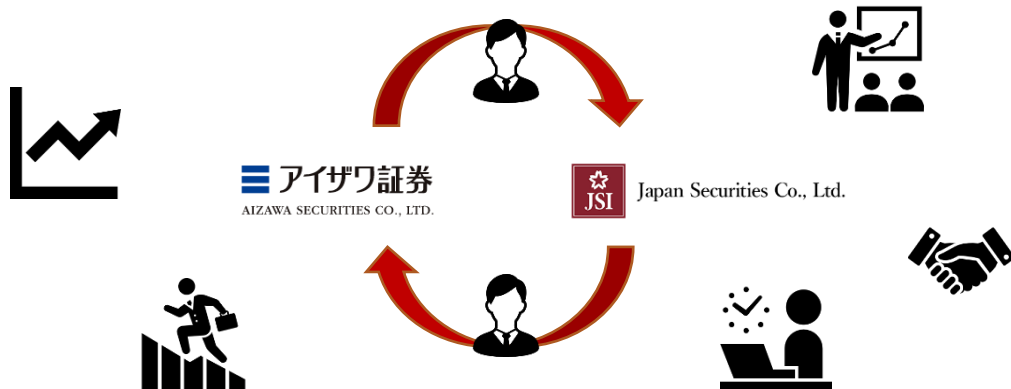 アイザワ証券
AIZAWA SECURITIES CO., LTD.
JSI
Japan Securities Co., Ltd.